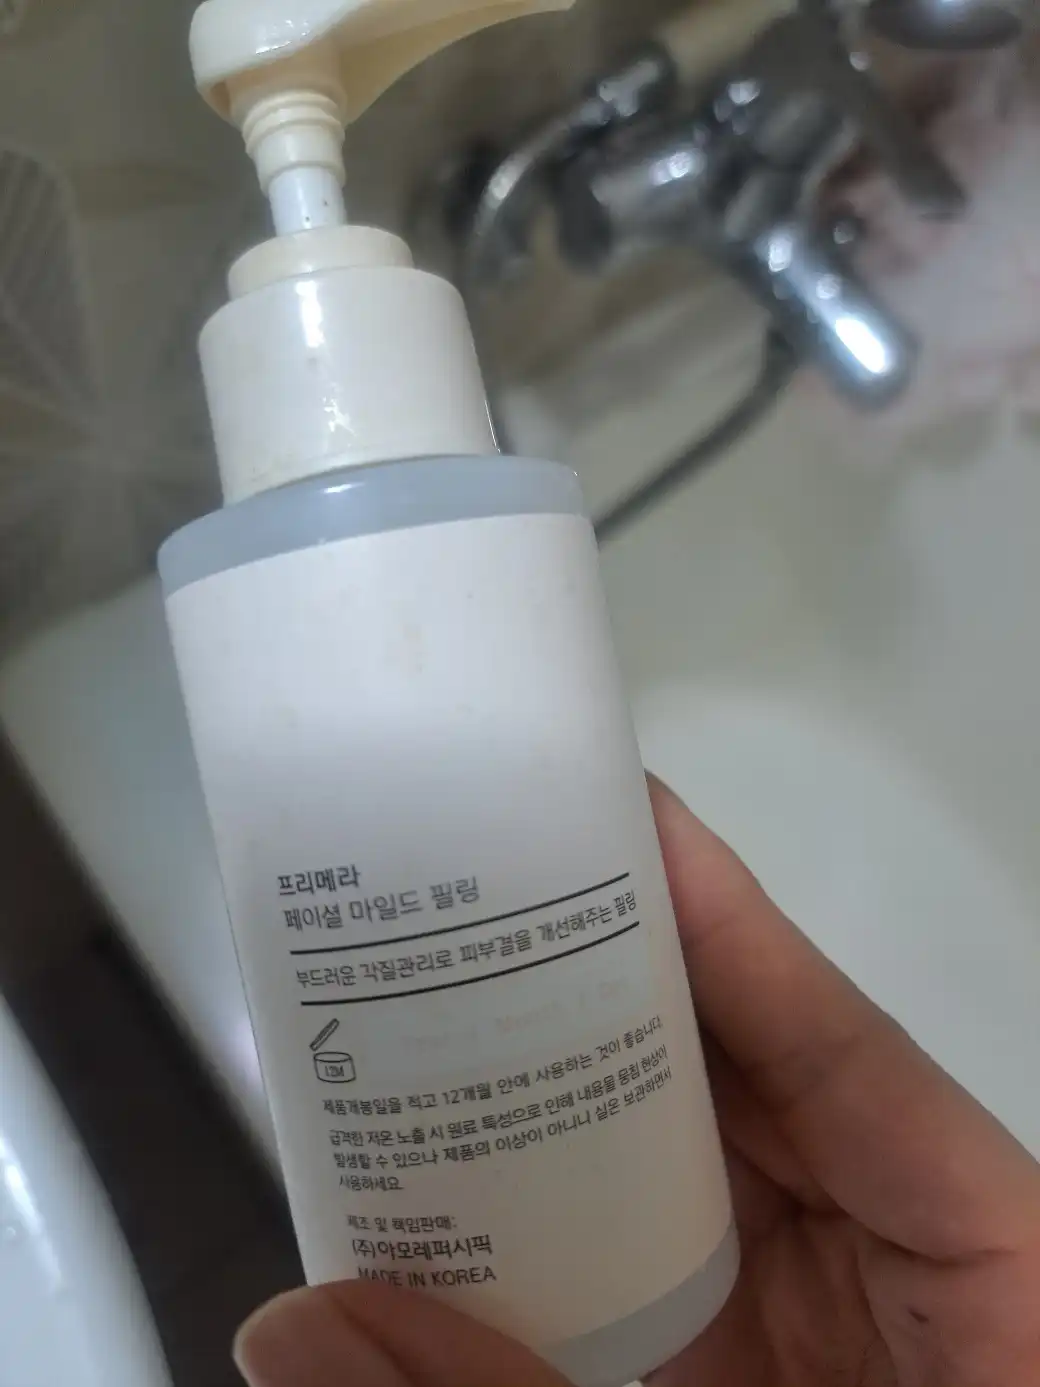 프리메라
페이셜 마일드 필링
부드러운 각질관리로 피부결을 개선해주는 필링
12M
제품개봉일을 적고 12개월 안에 사용하는 것이 좋습니다.
급격한 저온 노출 시 원료 특성으로 인해 내용물 뭉침 현상이
발생할 수 있으나 제품의 이상이 아니니 실온 보관하면서
사용하세요.
제조 및 책임판매:
(주)아모레퍼시픽
MADE IN KOREA